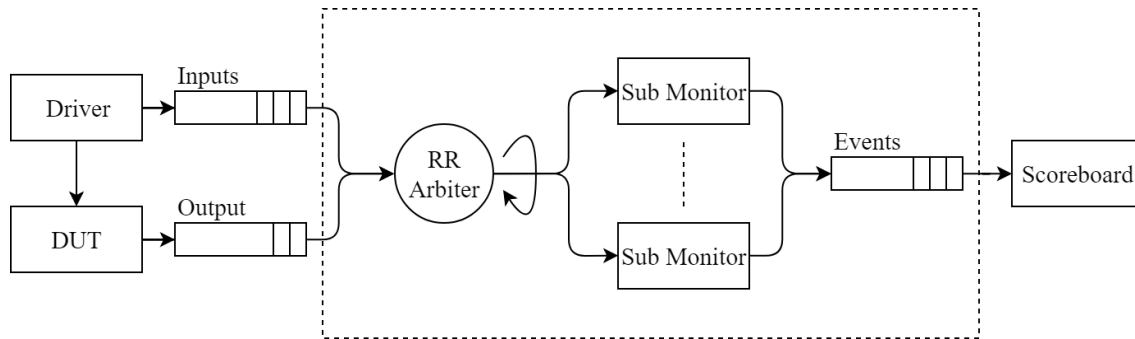 Inputs
Driver
Sub Monitor
RR
Arbiter
Events
Scoreboard
Output
DUT
Sub Monitor